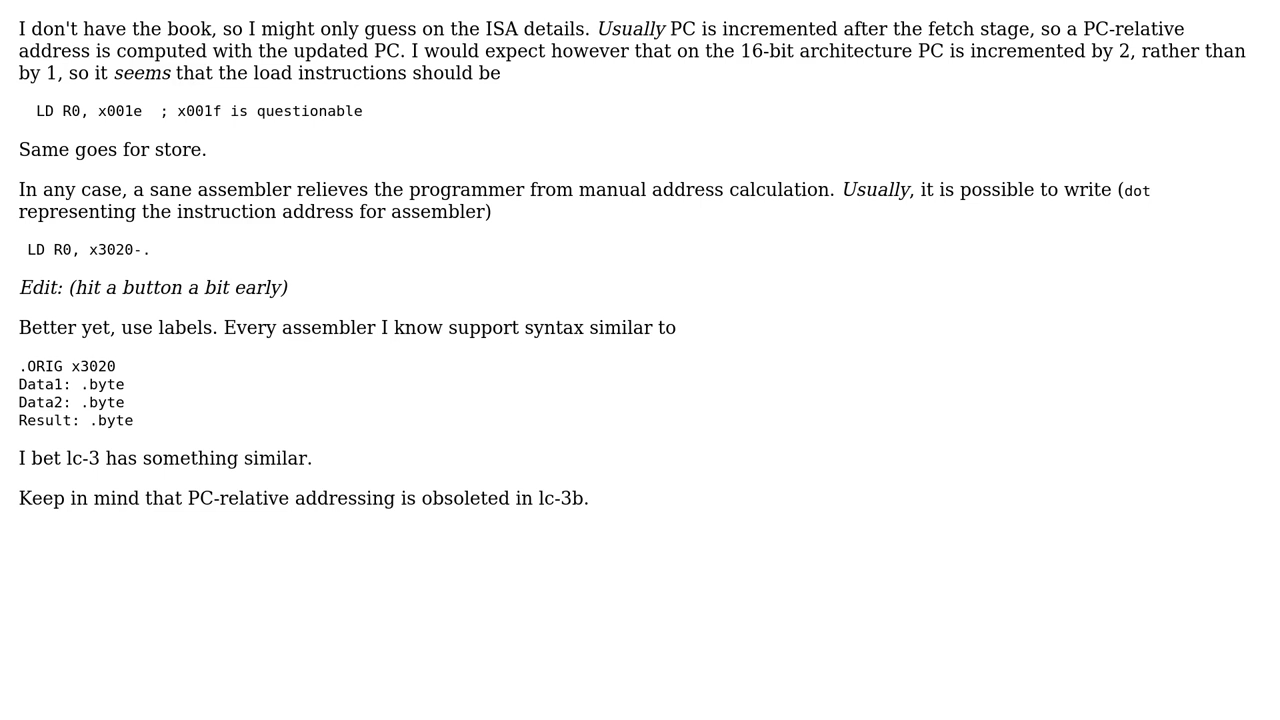 I don't have the book, so I might only guess on the ISA details. Usually PC is incremented after the fetch stage, so a PC-relative
address is computed with the updated PC. I would expect however that on the 16-bit architecture PC is incremented by 2, rather than
by 1, so it seems that the load instructions should be
LD R0, x001e  ; x001f is questionable
Same goes for store.
In any case, a sane assembler relieves the programmer from manual address calculation. Usually, it is possible to write (dot
representing the instruction address for assembler)
LD R0, x3020-.
Edit: (hit a button a bit early)
Better yet, use labels. Every assembler I know support syntax similar to
.ORIG x3020
Data1: .byte
Data2: .byte
Result: .byte
I bet lc-3 has something similar.
Keep in mind that PC-relative addressing is obsoleted in lc-3b.